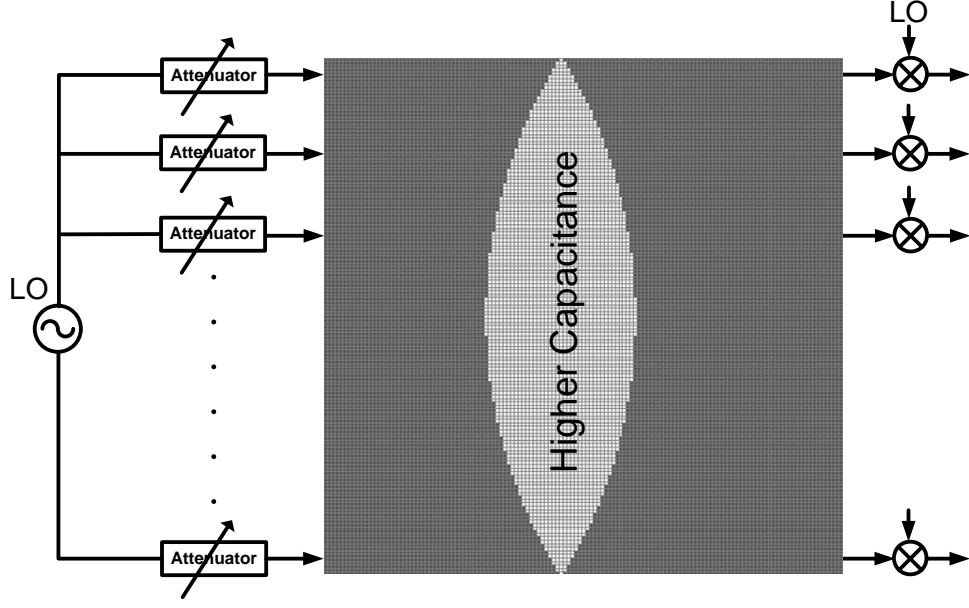 LO
Attenuator
Attenuator
Attenuator
LO
Higher Capacitance
Attenuator